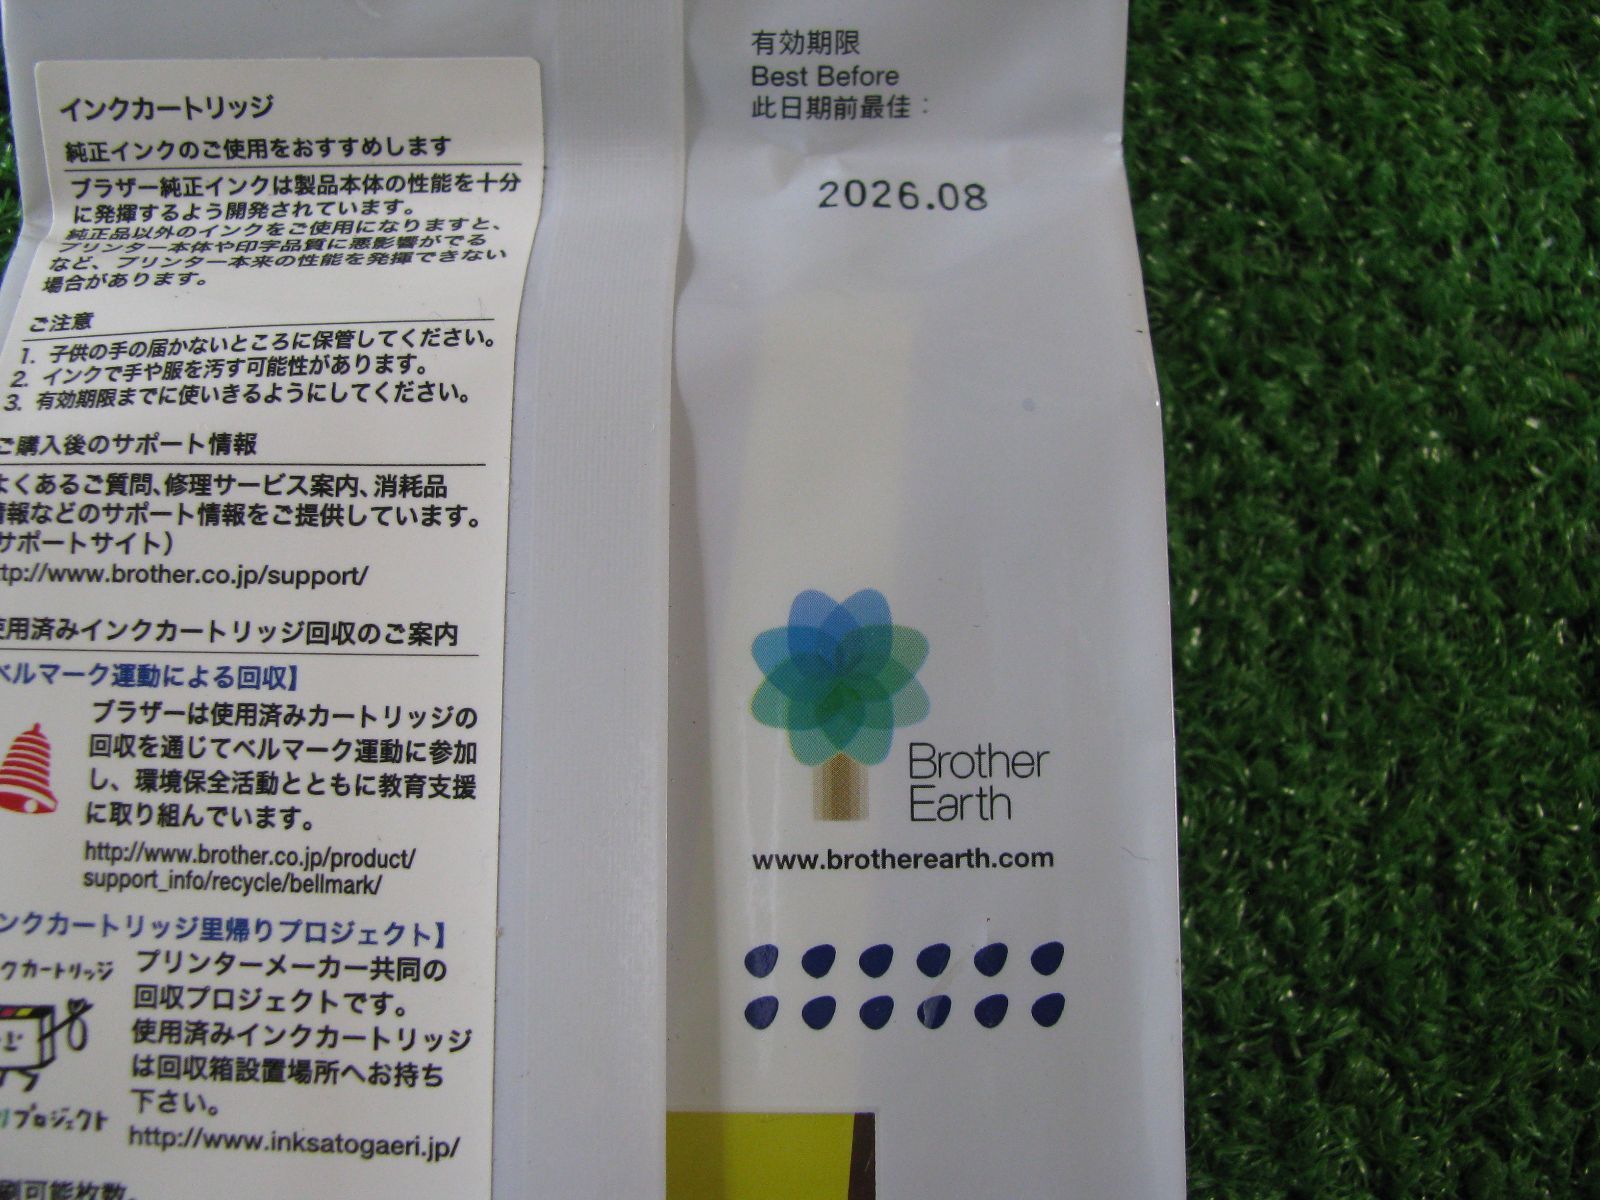 インクカートリッジ
純正インクのご使用をおすすめします
ブラザー純正インクは製品本体の性能を十分
に発揮するよう開発されています。
純正品以外のインクをご使用になりますと、
プリンター本体や印字品質に悪影響がでる
など、プリンター本来の性能を発揮できない
場合があります。
ご注意
1. 子供の手の届かないところに保管してください。
2. インクで手や服を汚す可能性があります。
3. 有効期限までに使いきるようにしてください。
ご購入後のサポート情報
よくあるご質問、修理サービス案内、消耗品
情報などのサポート情報をご提供しています。
サポートサイト）
tp://www.brother.co.jp/support/
使用済みインクカートリッジ回収のご案内
ベルマーク運動による回収】
ブラザーは使用済みカートリッジの
回収を通じてベルマーク運動に参加
し、環境保全活動とともに教育支援
に取り組んでいます。
http://www.brother.co.jp/product/
support_info/recycle/bellmark/
ンクカートリッジ里帰りプロジェクト】
クカートリッジ
プリンターメーカー共同の
回収プロジェクトです。
使用済みインクカートリッジ
は回収箱設置場所へお持ち
下さい。
プロジェクト
http://www.inksatogaeri.jp/
刷可能枚数、
有効期限
Best Before
此日期前最佳：
2026.08
Brother
Earth
www.brotherearth.com